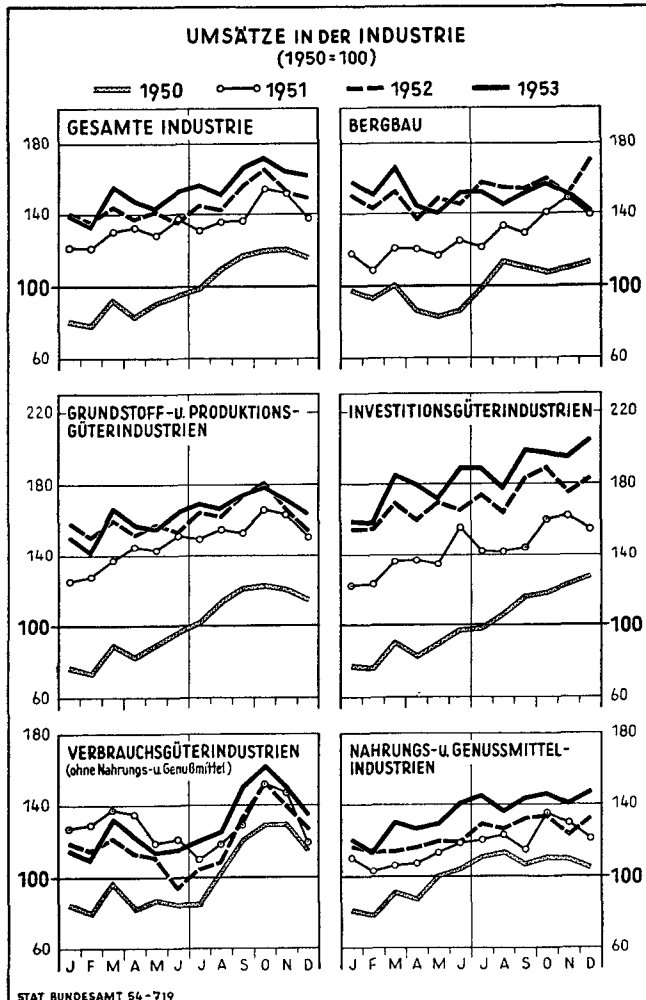 UMSÄTZE IN DER INDUSTRIE
(1950=100)
1950 1951 1952 1953
GESAMTE INDUSTRIE
180
140
100
60
BERGBAU
180
140
100
60
GRUNDSTOFF-u. PRODUKTIONS-
GÜTERINDUSTRIEN
220
180
140
100
60
INVESTITIONSGÜTERINDUSTRIEN
220
180
140
100
60
VERBRAUCHSGÜTERINDUSTRIEN
(ohne Nahrungs-u. Genußmittel)
180
140
100
60
J F M A M J J A S O N D
NAHRUNGS-u. GENUSSMITTEL-
INDUSTRIEN
180
140
100
60
J F M A M J J A S O N D
STAT. BUNDESAMT 54-719